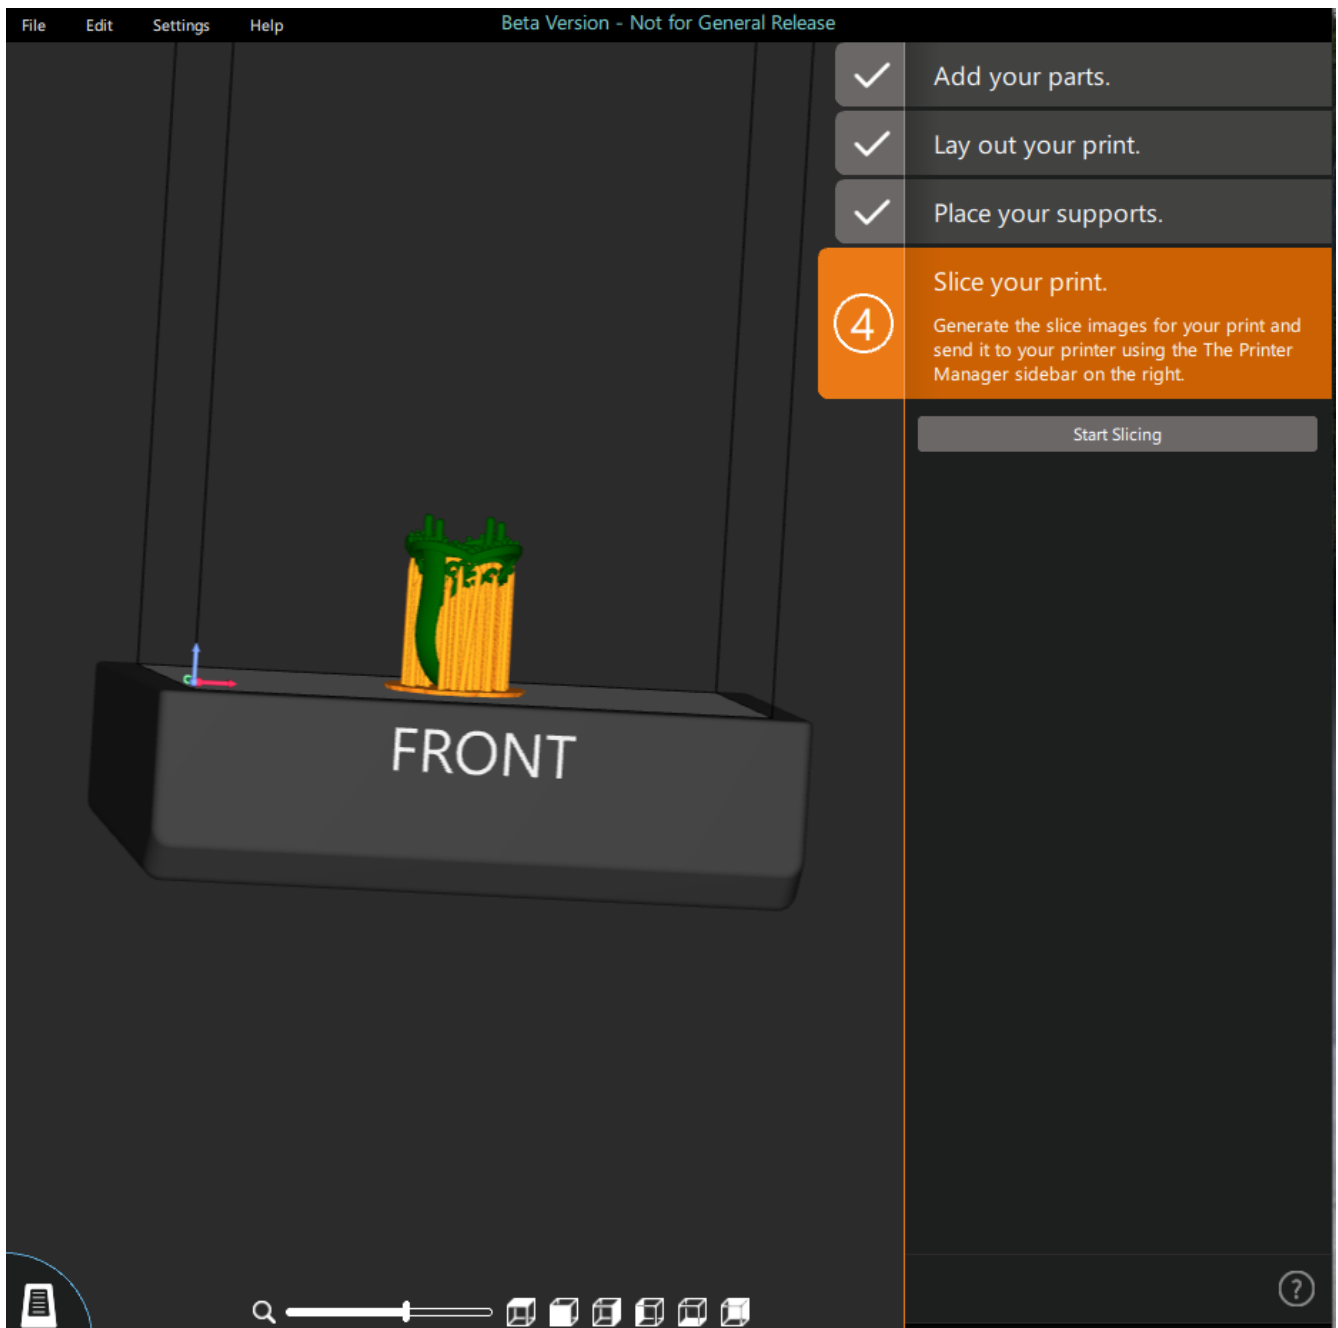 File Edit Settings Help Beta Version - Not for General Release
Add your parts.
Lay out your print.
Place your supports.
4
Slice your print.
Generate the slice images for your print and
send it to your printer using the The Printer
Manager sidebar on the right.
Start Slicing
FRONT
?